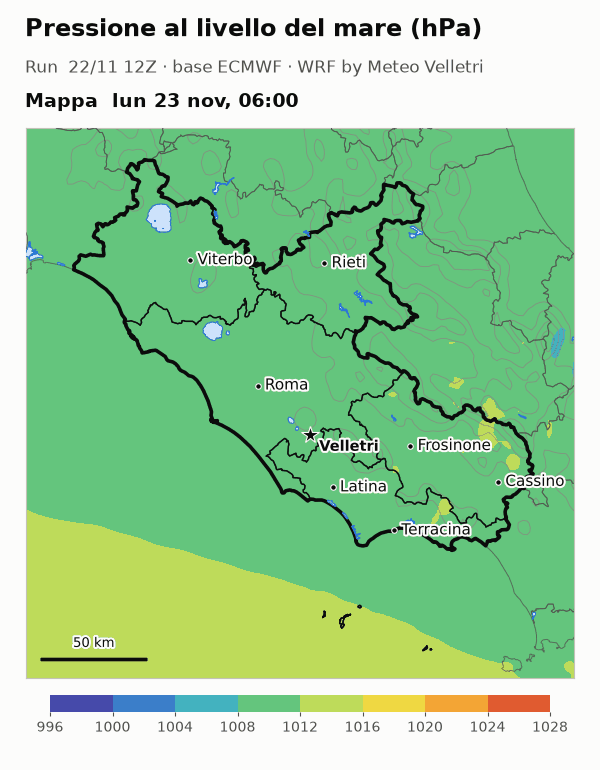 Pressione al livello del mare (hPa)
Run 22/11 12Z · base ECMWF · WRF by Meteo Velletri
Mappa lun 23 nov, 06:00
Viterbo
Rieti
Roma
Velletri
Frosinone
Latina
Cassino
Terracina
50 km
996 1000 1004 1008 1012 1016 1020 1024 1028